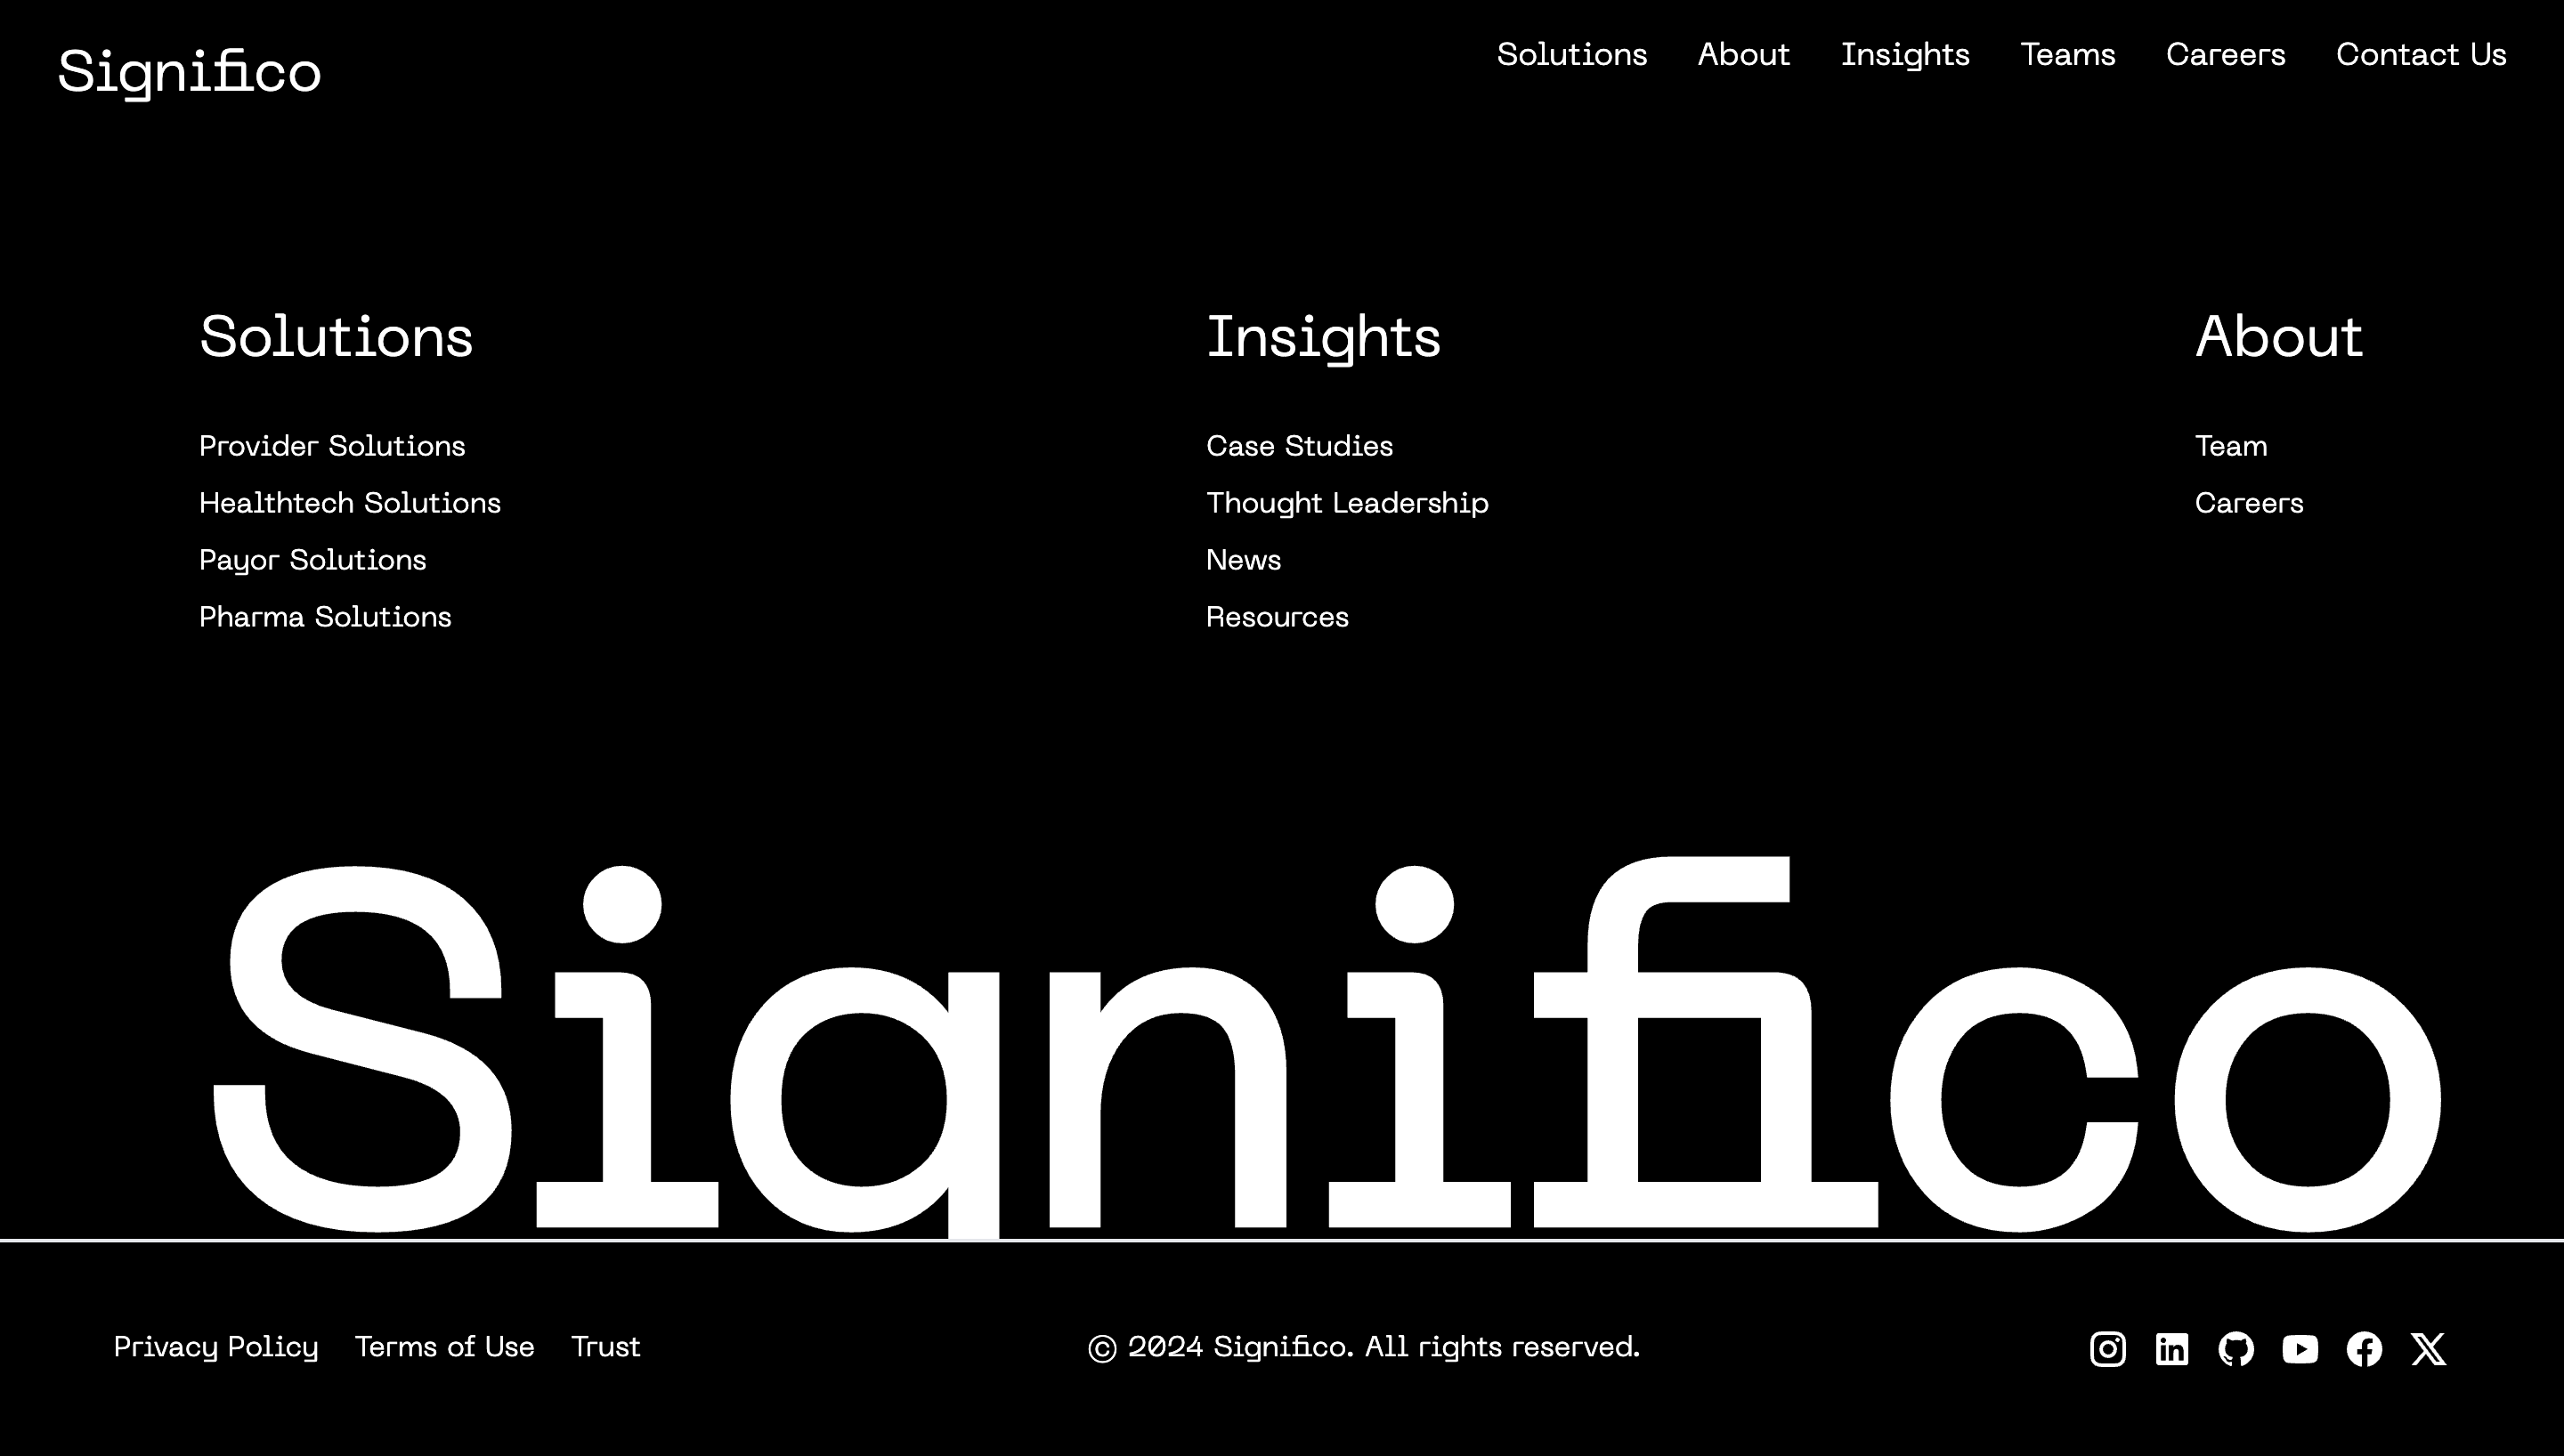 Significo
Solutions About Insights Teams Careers Contact Us
Solutions
Provider Solutions
Healthtech Solutions
Payor Solutions
Pharma Solutions
Insights
Case Studies
Thought Leadership
News
Resources
About
Team
Careers
Significo
Privacy Policy Terms of Use Trust
© 2024 Significo. All rights reserved.